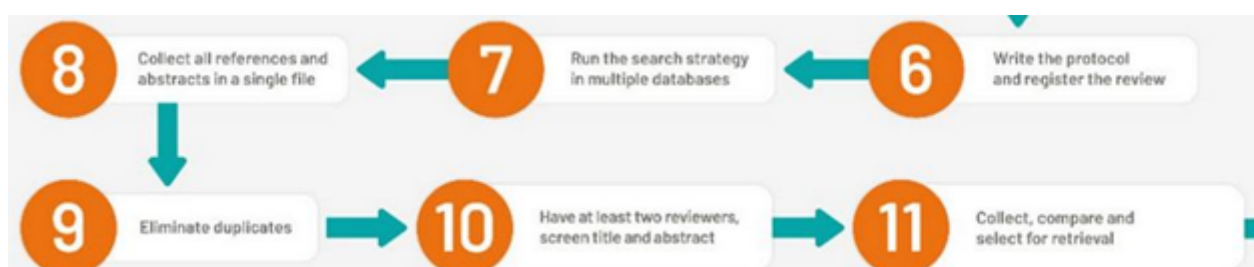 8
Collect all references and
abstracts in a single file
7
Run the search strategy
in multiple databases
6
Write the protocol
and register the review
9
Eliminate duplicates
10
Have at least two reviewers,
screen title and abstract
11
Collect, compare and
select for retrieval